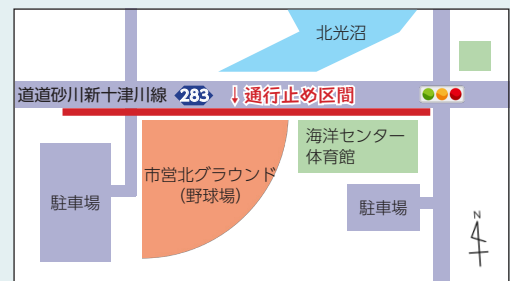 北光沼
道道砂川新十津川線 283 ↓通行止め区間
海洋センター
体育館
市営北グラウンド
（野球場）
駐車場
駐車場
N